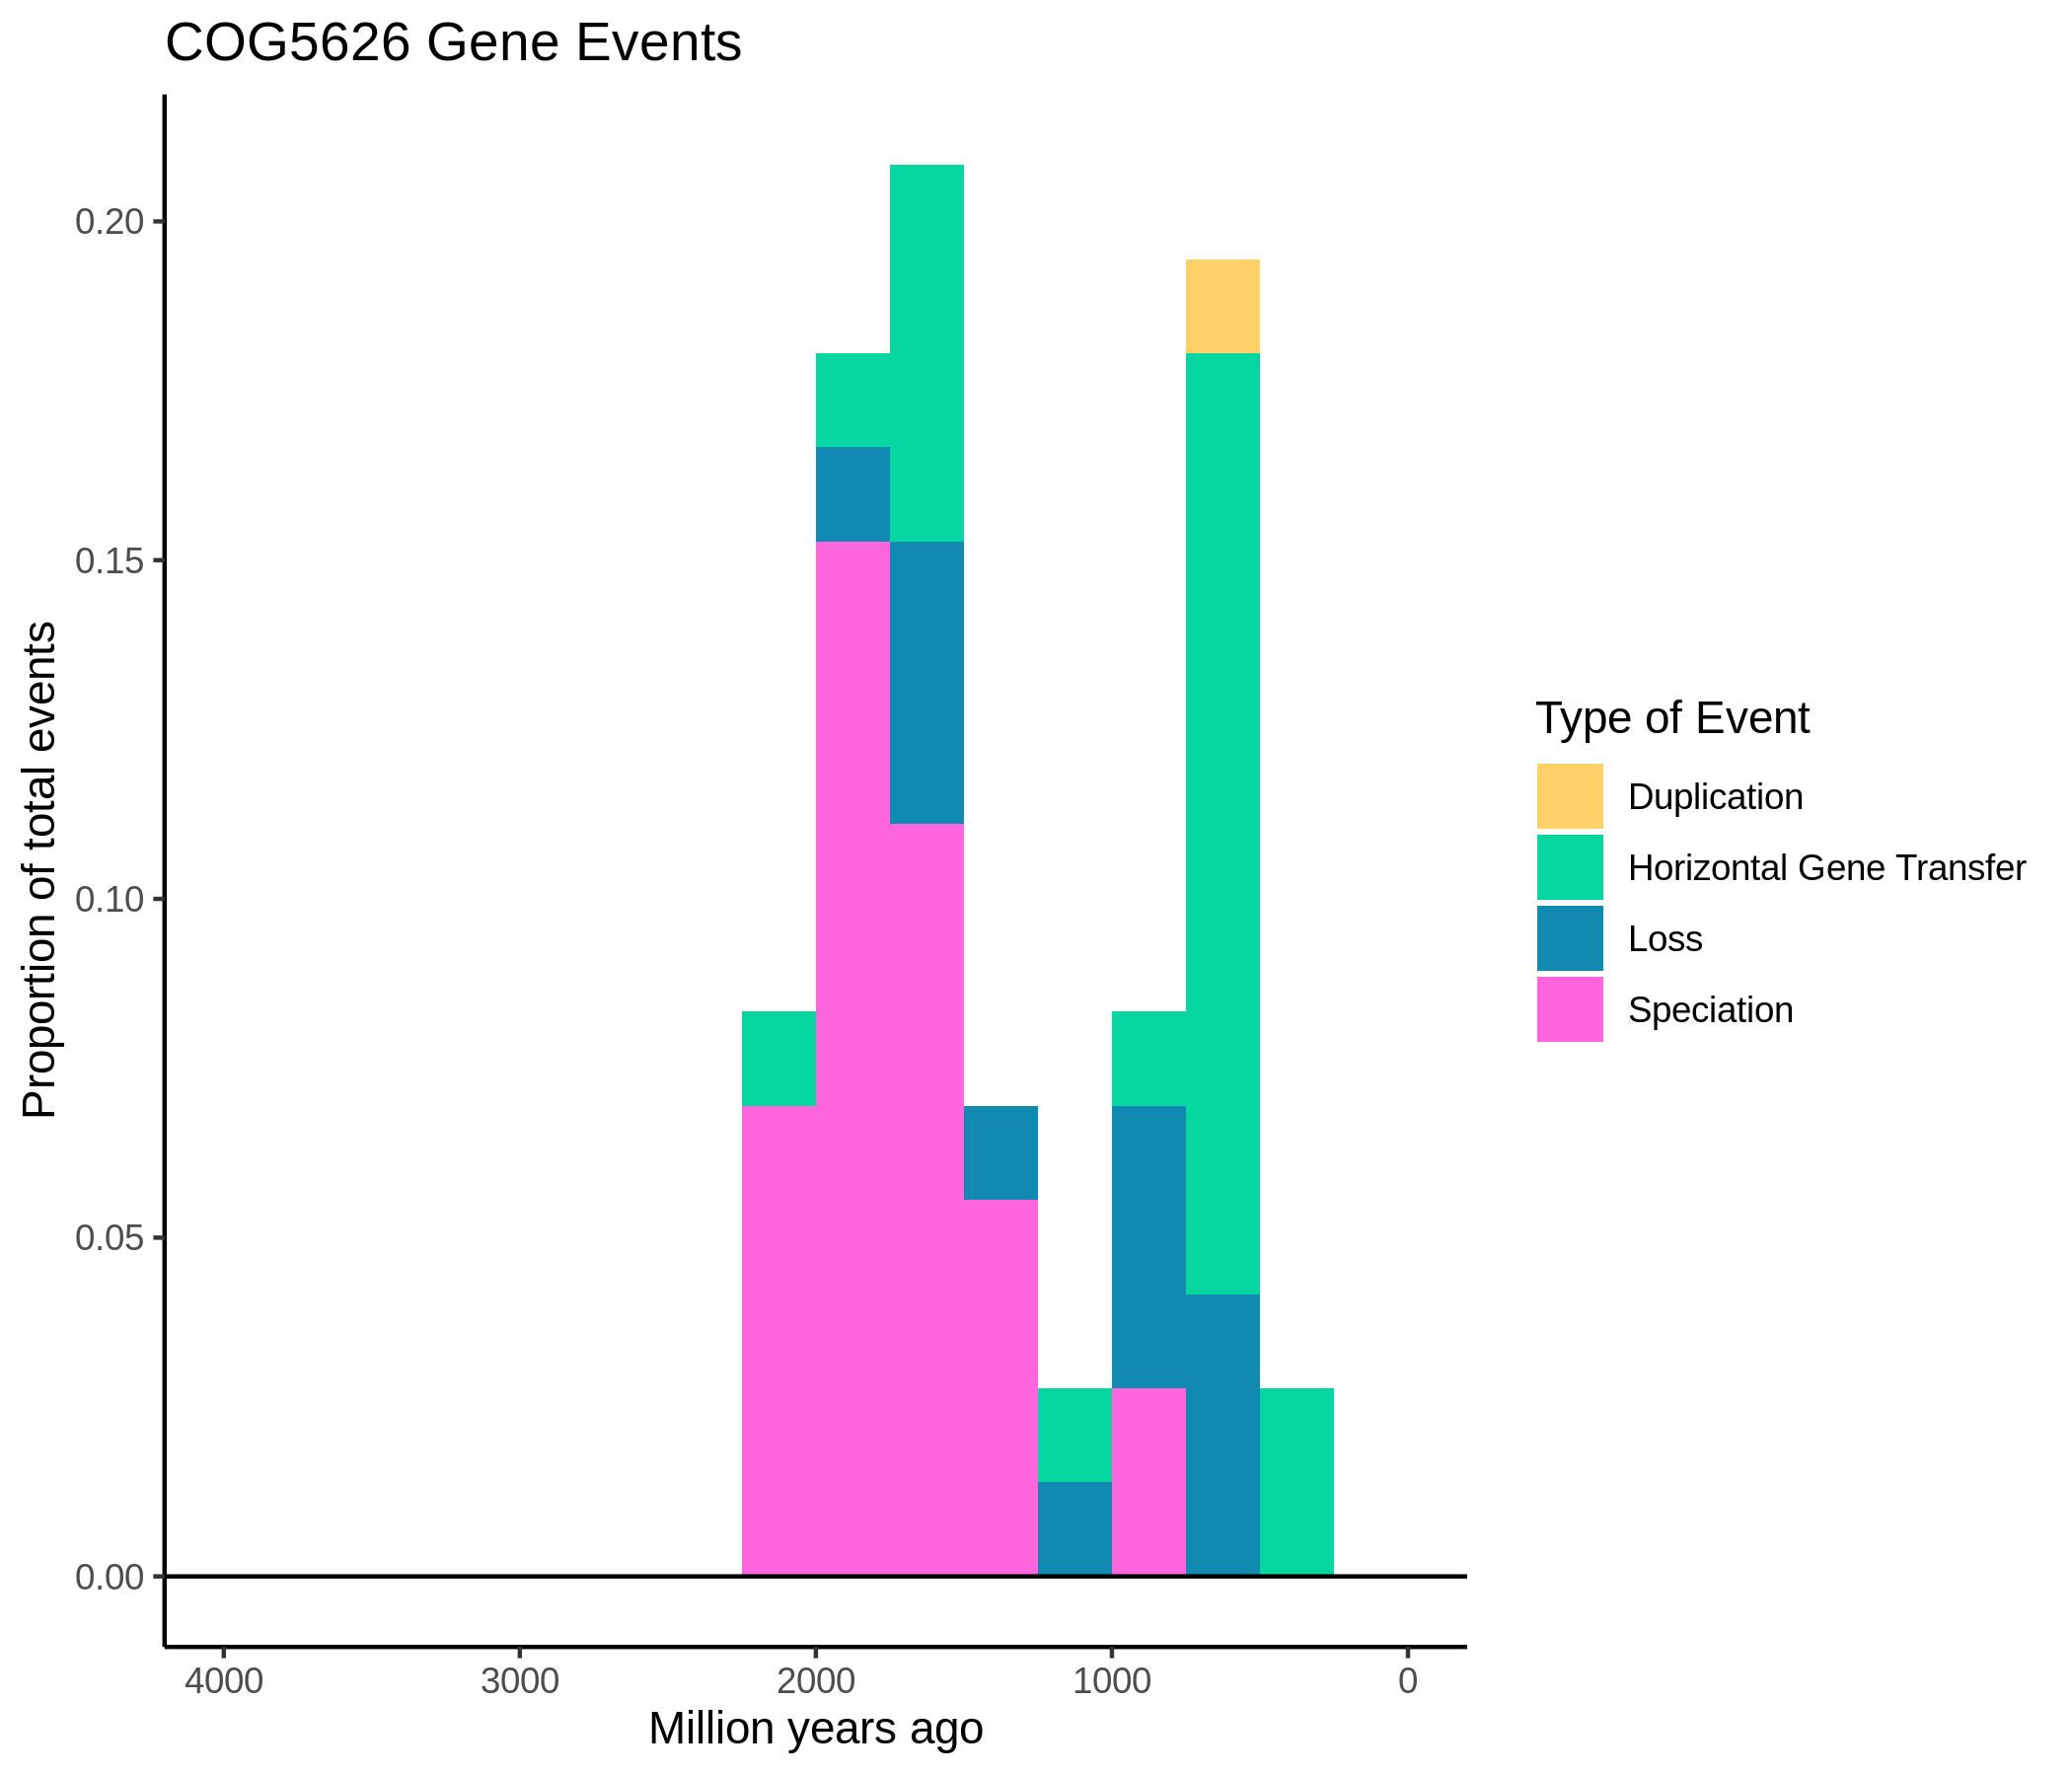 COG5626 Gene Events
Proportion of total events
0.20
0.15
0.10
0.05
0.00
4000 3000 2000 1000 0
Million years ago
Type of Event
Duplication
Horizontal Gene Transfer
Loss
Speciation